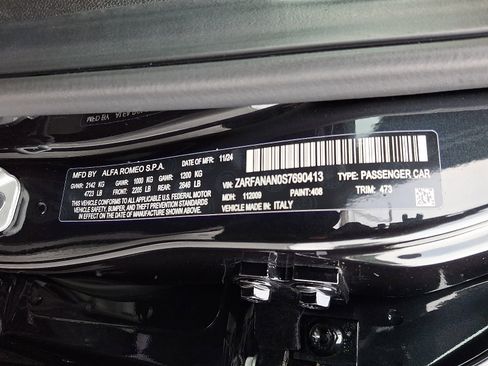 MFD BY ALFA ROMEO S.P.A. DATE OF MFR 11/24
GVWR: 2142 KG GAWR: 1000 KG GAWR: 1200 KG
4723 LB FRONT: 2205 LB REAR: 2646 LB
THIS VEHICLE CONFORMS TO ALL APPLICABLE U.S. FEDERAL MOTOR
VEHICLE SAFETY, BUMPER, AND THEFT PREVENTION STANDARDS
IN EFFECT ON THE DATE OF MANUFACTURE SHOWN ABOVE.
VIN: ZARFANAN0S7690413 TYPE: PASSENGER CAR
MDH: 112009 PAINT: 408 TRIM: 473
MADE IN: ITALY